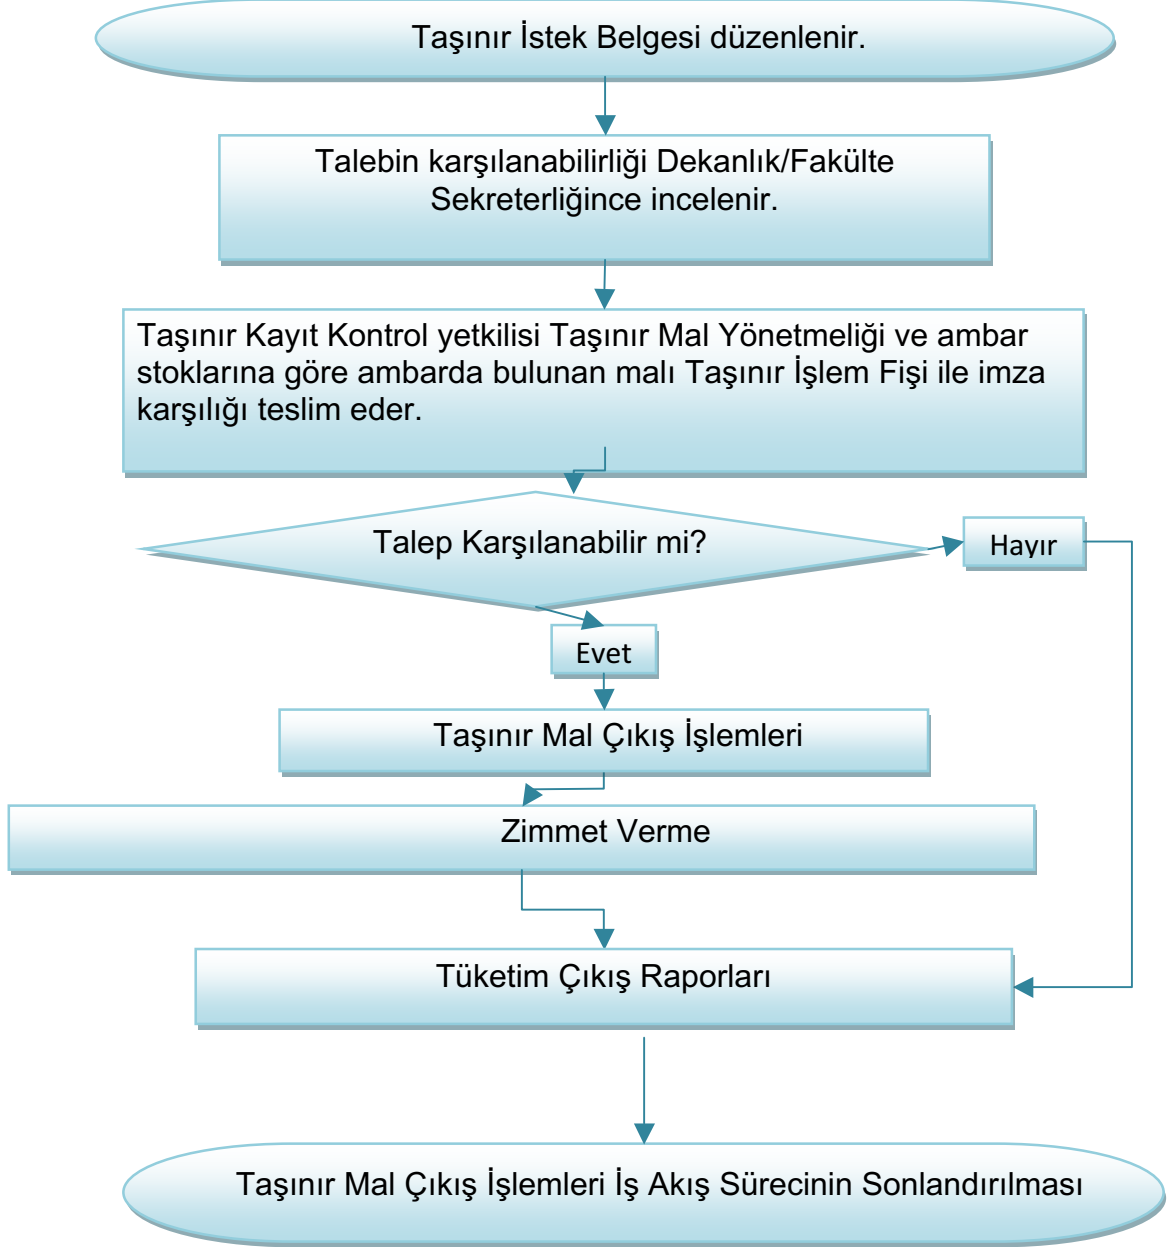 Taşınır İstek Belgesi düzenlenir.
Talebin karşılanabilirliği Dekanlık/Fakülte
Sekreterliğince incelenir.
Taşınır Kayıt Kontrol yetkilisi Taşınır Mal Yönetmeliği ve ambar
stoklarına göre ambarda bulunan malı Taşınır İşlem Fişi ile imza
karşılığı teslim eder.
Talep Karşılanabilir mi?
Hayır
Evet
Taşınır Mal Çıkış İşlemleri
Zimmet Verme
Tüketim Çıkış Raporları
Taşınır Mal Çıkış İşlemleri İş Akış Sürecinin Sonlandırılması